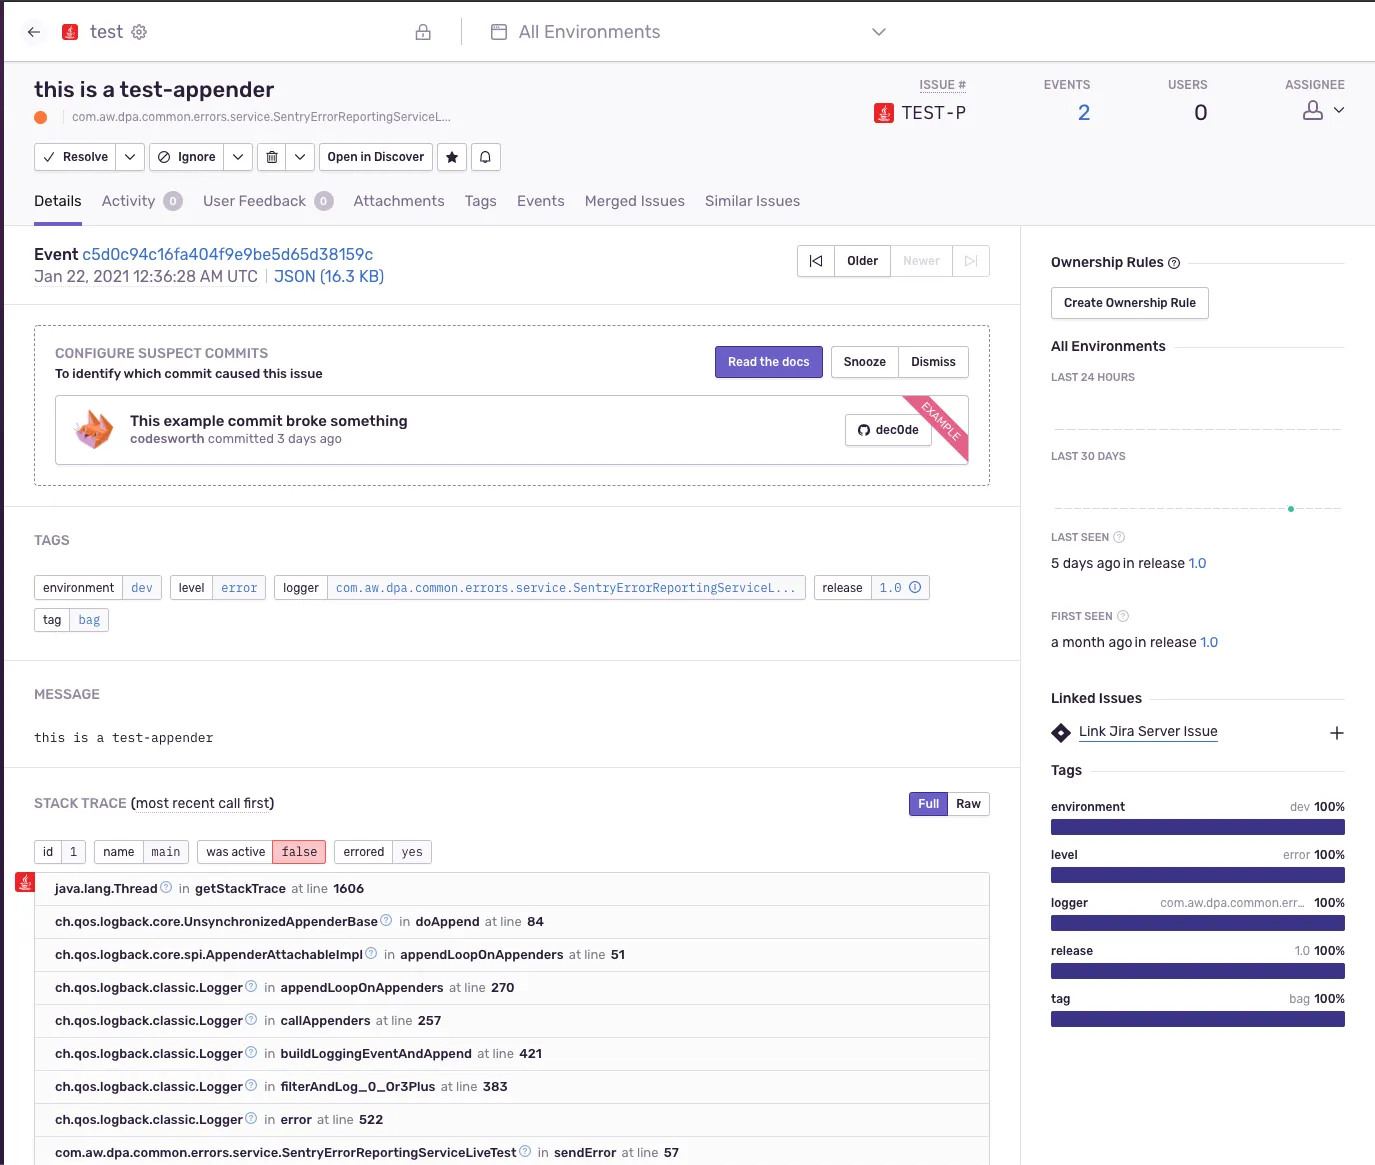 test
All Environments
this is a test-appender
com.aw.dpa.common.errors.service.SentryErrorReportingServiceL...
ISSUE # EVENTS USERS ASSIGNEE
TEST-P 2 0
Resolve Ignore Open in Discover
Details Activity 0 User Feedback 0 Attachments Tags Events Merged Issues Similar Issues
Event c5d0c94c16fa404f9e9be5d65d38159c
Jan 22, 2021 12:36:28 AM UTC JSON (16.3 KB)
Older Newer
CONFIGURE SUSPECT COMMITS
To identify which commit caused this issue
Read the docs Snooze Dismiss
This example commit broke something
codesworth committed 3 days ago
dec0de
EXAMPLE
TAGS
environment dev level error logger com.aw.dpa.common.errors.service.SentryErrorReportingServiceL... release 1.0
tag bag
MESSAGE
this is a test-appender
STACK TRACE (most recent call first)
Full Raw
id 1 name main was active false errored yes
java.lang.Thread in getStackTrace at line 1606
ch.qos.logback.core.UnsynchronizedAppenderBase in doAppend at line 84
ch.qos.logback.core.spi.AppenderAttachableImpl in appendLoopOnAppenders at line 51
ch.qos.logback.classic.Logger in appendLoopOnAppenders at line 270
ch.qos.logback.classic.Logger in callAppenders at line 257
ch.qos.logback.classic.Logger in buildLoggingEventAndAppend at line 421
ch.qos.logback.classic.Logger in filterAndLog_0_Or3Plus at line 383
ch.qos.logback.classic.Logger in error at line 522
com.aw.dpa.common.errors.service.SentryErrorReportingServiceLiveTest in sendError at line 57
Ownership Rules
Create Ownership Rule
All Environments
LAST 24 HOURS
LAST 30 DAYS
LAST SEEN
5 days ago in release 1.0
FIRST SEEN
a month ago in release 1.0
Linked Issues
Link Jira Server Issue
Tags
environment dev 100%
level error 100%
logger com.aw.dpa.common.err... 100%
release 1.0 100%
tag bag 100%